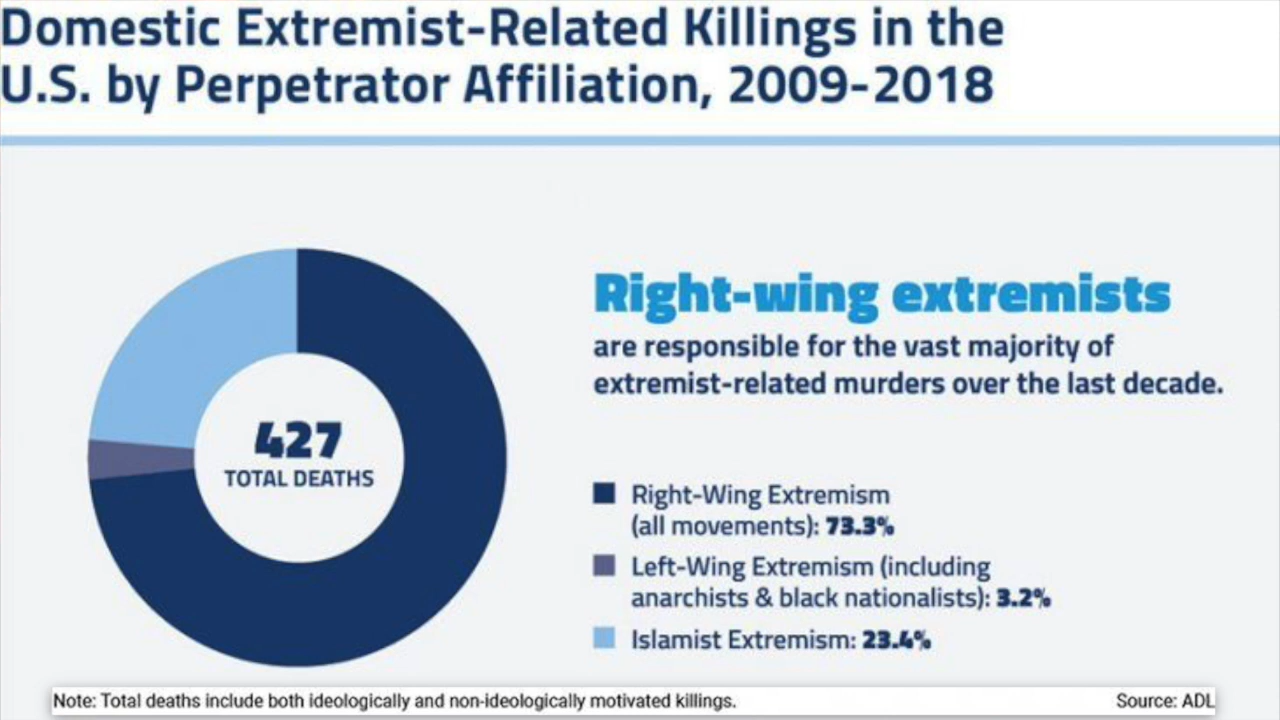 Domestic Extremist-Related Killings in the
U.S. by Perpetrator Affiliation, 2009-2018
427
TOTAL DEATHS
Right-wing extremists
are responsible for the vast majority of
extremist-related murders over the last decade.
Right-Wing Extremism
(all movements): 73.3%
Left-Wing Extremism (including
anarchists & black nationalists): 3.2%
Islamist Extremism: 23.4%
Note: Total deaths include both ideologically and non-ideologically motivated killings.
Source: ADL